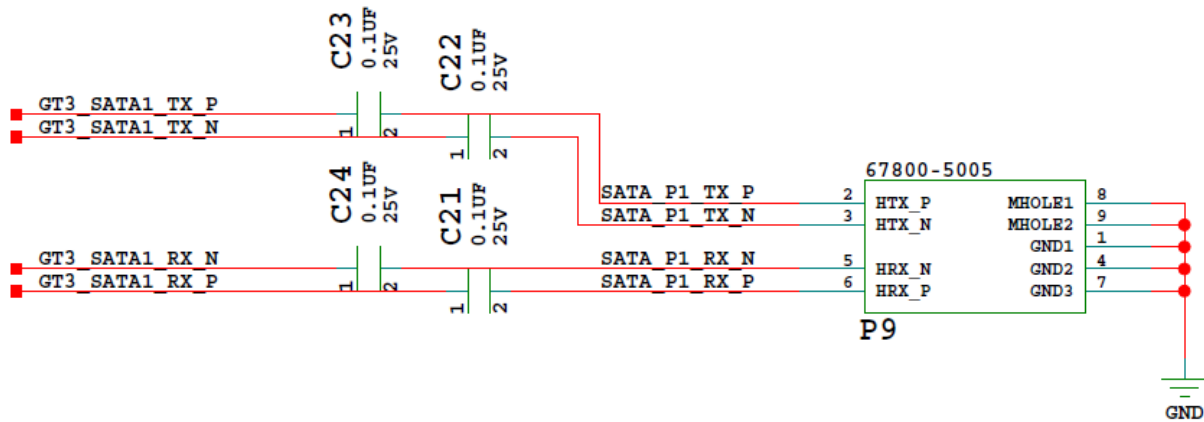 C23
0.1UF
25V
C22
0.1UF
25V
GT3_SATA1_TX_P
GT3_SATA1_TX_N
1
2
1
2
C24
0.1UF
25V
C21
0.1UF
25V
GT3_SATA1_RX_N
GT3_SATA1_RX_P
1
2
1
2
SATA_P1_TX_P
SATA_P1_TX_N
SATA_P1_RX_N
SATA_P1_RX_P
67800-5005
2 HTX_P MHOLE1 8
3 HTX_N MHOLE2 9
GND1 1
5 HRX_N GND2 4
6 HRX_P GND3 7
P9
GND